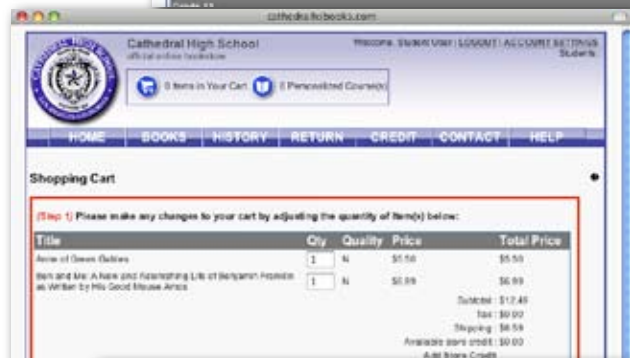 cathedral.ltcbooks.com
Cathedral High School
official online bookstore
Welcome, Student User | LOGOUT | ACCOUNT SETTINGS
Students
0 Items in Your Cart
0 Personalized Course(s)
HOME BOOKS HISTORY RETURN CREDIT CONTACT HELP
Shopping Cart
(Step 1) Please make any changes to your cart by adjusting the quantity of item(s) below:
Title Qty Quality Price Total Price
Anne of Green Gables 1 N $5.50 $5.50
Ben and Me: A New and Astonishing Life of Benjamin Franklin
as Written by His Good Mouse Amos 1 N $6.99 $6.99
Subtotal : $12.49
Tax : $0.00
Shipping : $8.59
Available store credit : $0.00
Add Store Credit